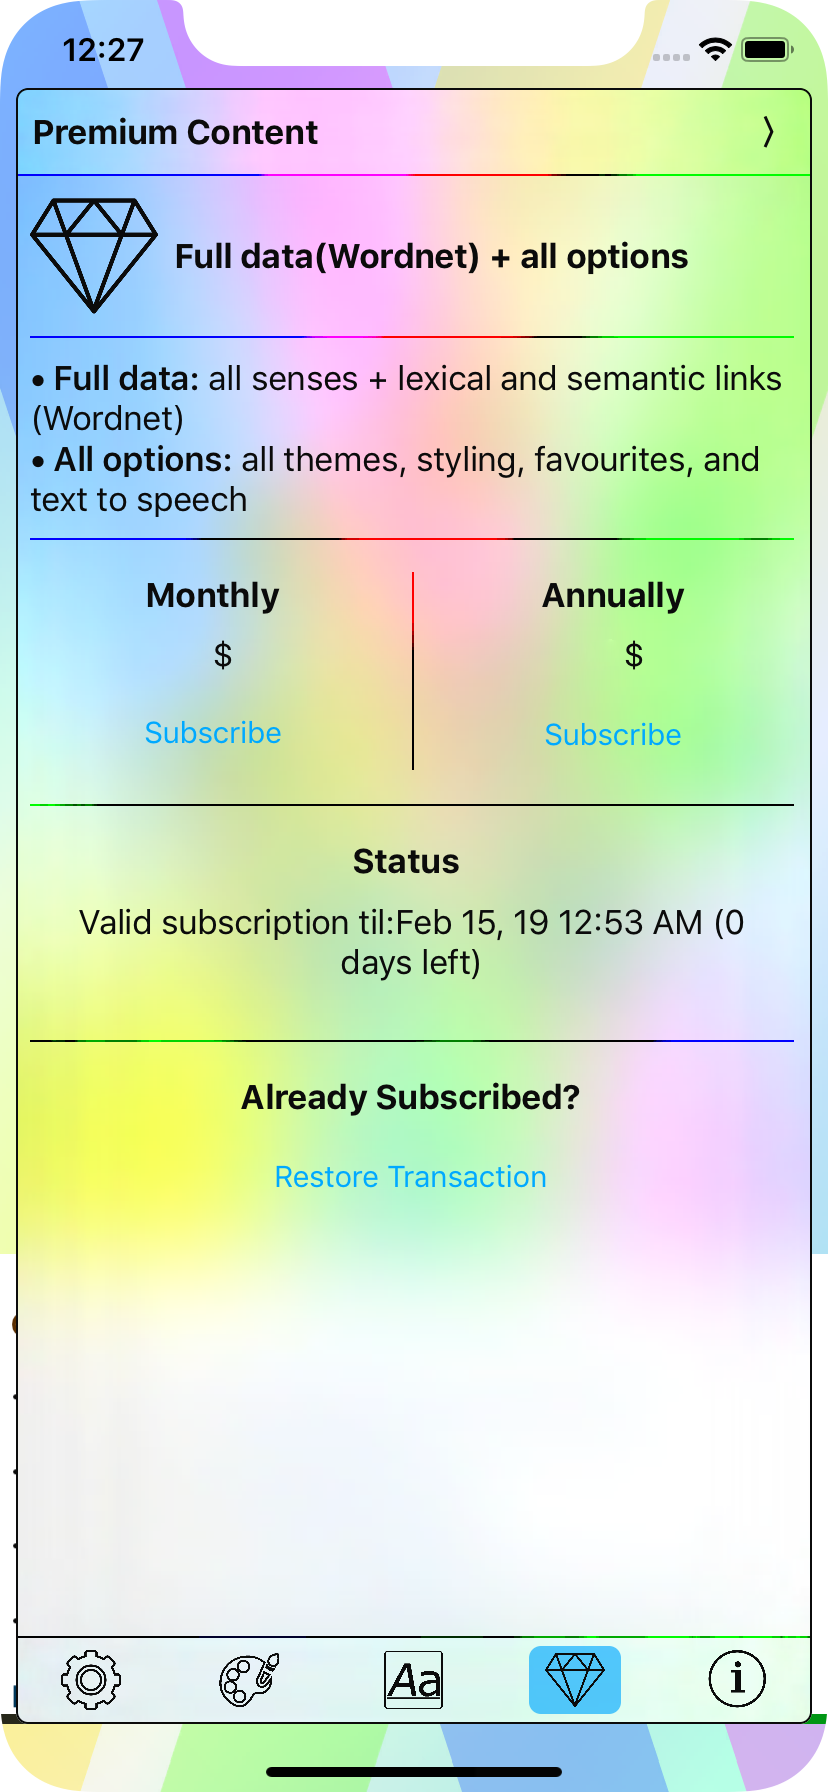 12:27
Premium Content
Full data(Wordnet) + all options
• Full data: all senses + lexical and semantic links
(Wordnet)
• All options: all themes, styling, favourites, and
text to speech
Monthly
Annually
$
$
Subscribe
Subscribe
Status
Valid subscription til:Feb 15, 19 12:53 AM (0
days left)
Already Subscribed?
Restore Transaction
Aa
i